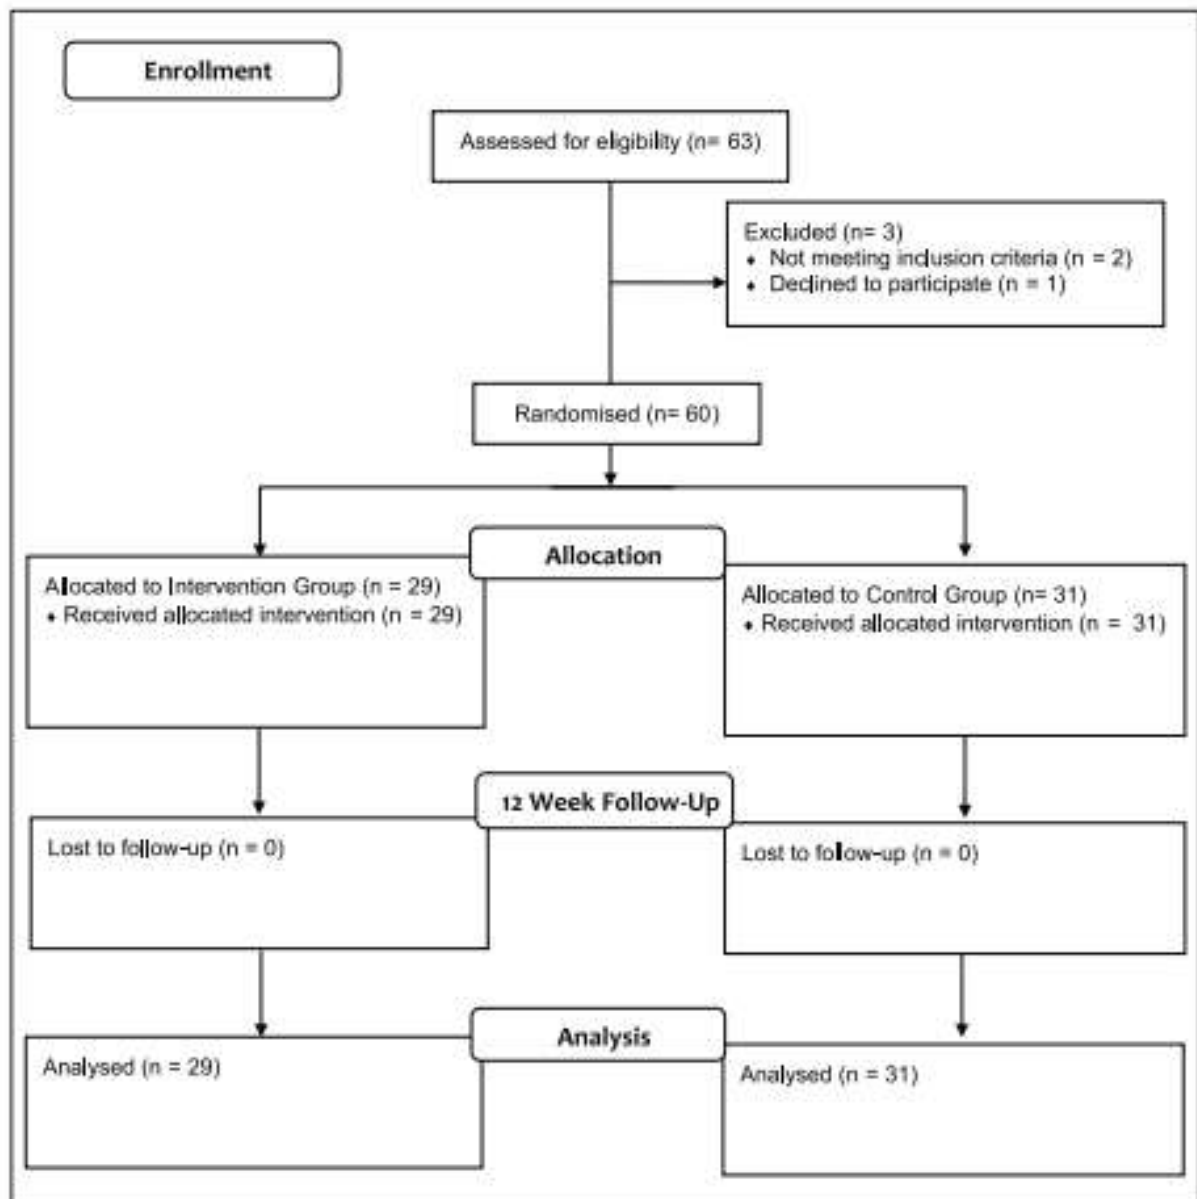 Enrollment
Assessed for eligibility (n= 63)
Excluded (n= 3)
⬧ Not meeting inclusion criteria (n = 2)
⬧ Declined to participate (n = 1)
Randomised (n= 60)
Allocation
Allocated to Intervention Group (n = 29)
⬧ Received allocated intervention (n = 29)
Allocated to Control Group (n= 31)
⬧ Received allocated intervention (n = 31)
12 Week Follow-Up
Lost to follow-up (n = 0)
Lost to follow-up (n = 0)
Analysis
Analysed (n = 29)
Analysed (n = 31)